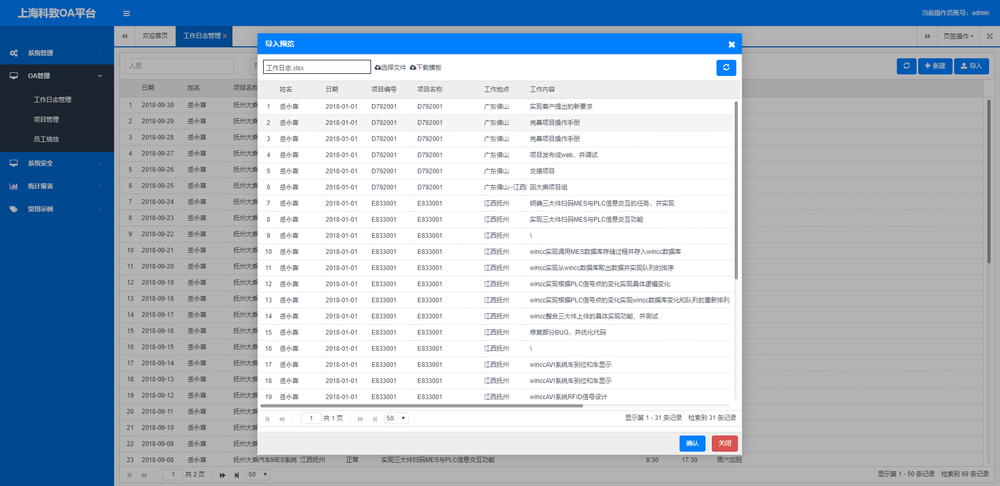 上海科致OA平台
当前操作员账号：admin
欢迎首页
工作日志管理
页签操作
系统管理
OA管理
工作日志管理
项目管理
员工绩效
系统安全
统计报表
常用示例
人员
新建
导入
日期 姓名 项目名称
1 2018-09-30 岳永喜 抚州大乘
2 2018-09-29 岳永喜 抚州大乘
3 2018-09-28 岳永喜 抚州大乘
4 2018-09-27 岳永喜 抚州大乘
5 2018-09-26 岳永喜 抚州大乘
6 2018-09-25 岳永喜 抚州大乘
7 2018-09-24 岳永喜 抚州大乘
8 2018-09-23 岳永喜 抚州大乘
9 2018-09-22 岳永喜 抚州大乘
10 2018-09-21 岳永喜 抚州大乘
11 2018-09-20 岳永喜 抚州大乘
12 2018-09-19 岳永喜 抚州大乘
13 2018-09-18 岳永喜 抚州大乘
14 2018-09-17 岳永喜 抚州大乘
15 2018-09-16 岳永喜 抚州大乘
16 2018-09-15 岳永喜 抚州大乘
17 2018-09-14 岳永喜 抚州大乘
18 2018-09-13 岳永喜 抚州大乘
19 2018-09-12 岳永喜 抚州大乘
20 2018-09-11 岳永喜 抚州大乘
21 2018-09-10 岳永喜 抚州大乘
22 2018-09-09 岳永喜 抚州大乘
23 2018-09-08 岳永喜 抚州大乘汽车MES系统 江西抚州 正常 实现三大件扫码MES与PLC信息交互功能 8:30 17:30 周六加班
1 共 2 页 50
显示第 1 - 50 条记录 检索到 69 条记录
导入预览
工作日志.xlsx 选择文件 下载模板
姓名 日期 项目编号 项目名称 工作地点 工作内容
1 岳永喜 2018-01-01 D792001 D792001 广东佛山 实现客户提出的新要求
2 岳永喜 2018-01-01 D792001 D792001 广东佛山 完善项目操作手册
3 岳永喜 2018-01-01 D792001 D792001 广东佛山 完善项目操作手册
4 岳永喜 2018-01-01 D792001 D792001 广东佛山 项目发布成web，并调试
5 岳永喜 2018-01-01 D792001 D792001 广东佛山 交接项目
6 岳永喜 2018-01-01 D792001 D792001 广东佛山--江西 回大乘项目组
7 岳永喜 2018-01-01 E833001 E833001 江西抚州 明确三大件扫码MES与PLC信息交互的任务，并实现
8 岳永喜 2018-01-01 E833001 E833001 江西抚州 实现三大件扫码MES与PLC信息交互功能
9 岳永喜 2018-01-01 E833001 E833001 江西抚州 \
10 岳永喜 2018-01-01 E833001 E833001 江西抚州 wincc实现调用MES数据库存储过程并存入wincc数据库
11 岳永喜 2018-01-01 E833001 E833001 江西抚州 wincc实现从wincc数据库取出数据并实现队列的排序
12 岳永喜 2018-01-01 E833001 E833001 江西抚州 wincc实现根据PLC信号点的变化实现具体逻辑变化
13 岳永喜 2018-01-01 E833001 E833001 江西抚州 wincc实现根据PLC信号点的变化实现wincc数据库变化和队列的重新排列
14 岳永喜 2018-01-01 E833001 E833001 江西抚州 wincc整合三大件上件的具体实现功能，并测试
15 岳永喜 2018-01-01 E833001 E833001 江西抚州 修复部分BUG，并优化代码
16 岳永喜 2018-01-01 E833001 E833001 江西抚州 \
17 岳永喜 2018-01-01 E833001 E833001 江西抚州 winccAVI系统车到位和车显示
18 岳永喜 2018-01-01 E833001 E833001 江西抚州 winccAVI系统车到位和车显示
19 岳永喜 2018-01-01 E833001 E833001 江西抚州 winccAVI系统RFID信号设计
1 共 1 页 50
显示第 1 - 31 条记录 检索到 31 条记录
确认 关闭